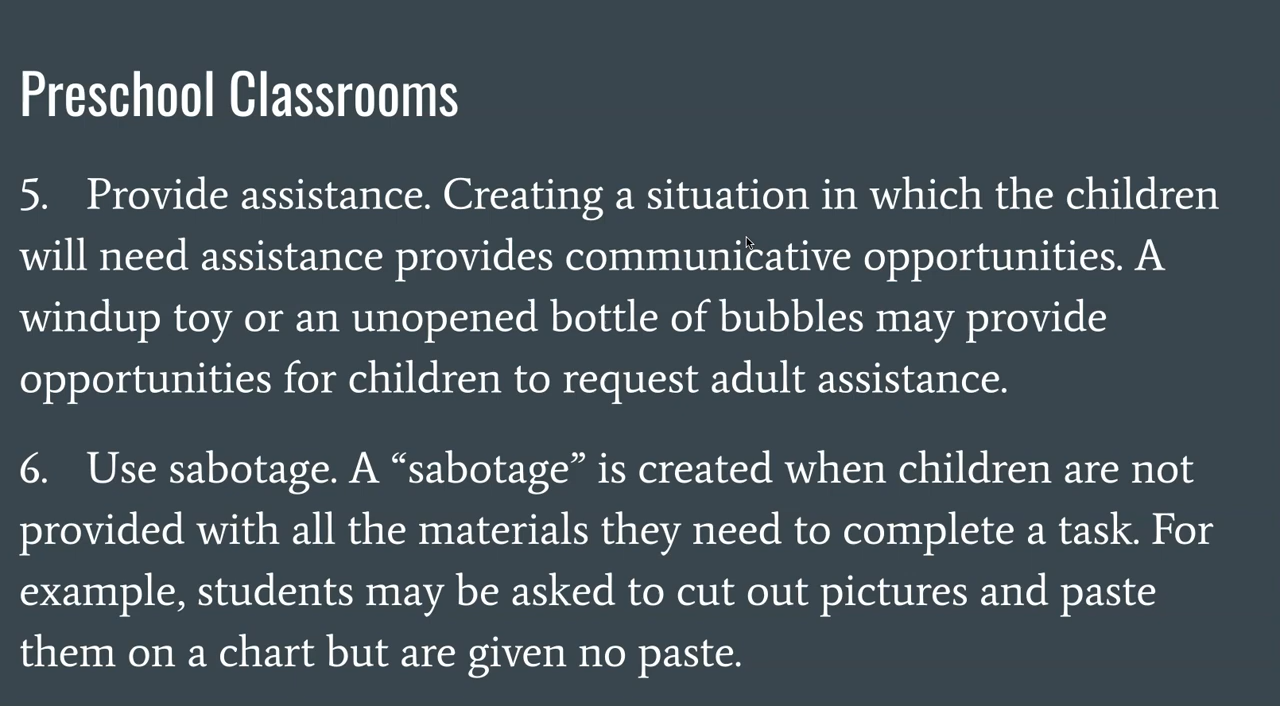 Preschool Classrooms
5. Provide assistance. Creating a situation in which the children
will need assistance provides communicative opportunities. A
windup toy or an unopened bottle of bubbles may provide
opportunities for children to request adult assistance.
6. Use sabotage. A “sabotage” is created when children are not
provided with all the materials they need to complete a task. For
example, students may be asked to cut out pictures and paste
them on a chart but are given no paste.